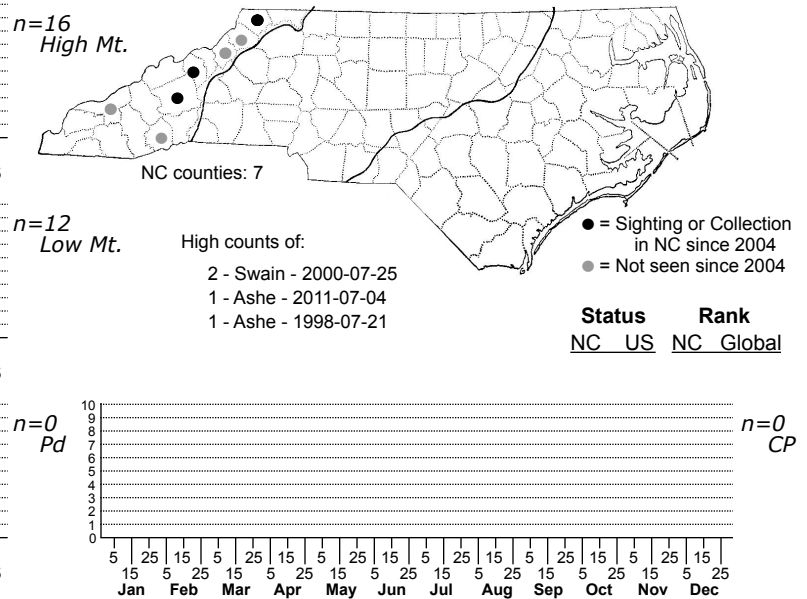 n=16
High Mt.
NC counties: 7
n=12
Low Mt.
High counts of:
2 - Swain - 2000-07-25
1 - Ashe - 2011-07-04
1 - Ashe - 1998-07-21
● = Sighting or Collection
in NC since 2004
● = Not seen since 2004
Status Rank
NC US NC Global
n=0
Pd
n=0
CP
10
9
8
7
6
5
4
3
2
1
0
5 25 15 5 25 15 5 25 15 5 25 15 5 25 15 5 25 15
15 5 25 15 5 25 15 5 25 15 5 25 15 5 25 15 5 25
Jan Feb Mar Apr May Jun Jul Aug Sep Oct Nov Dec